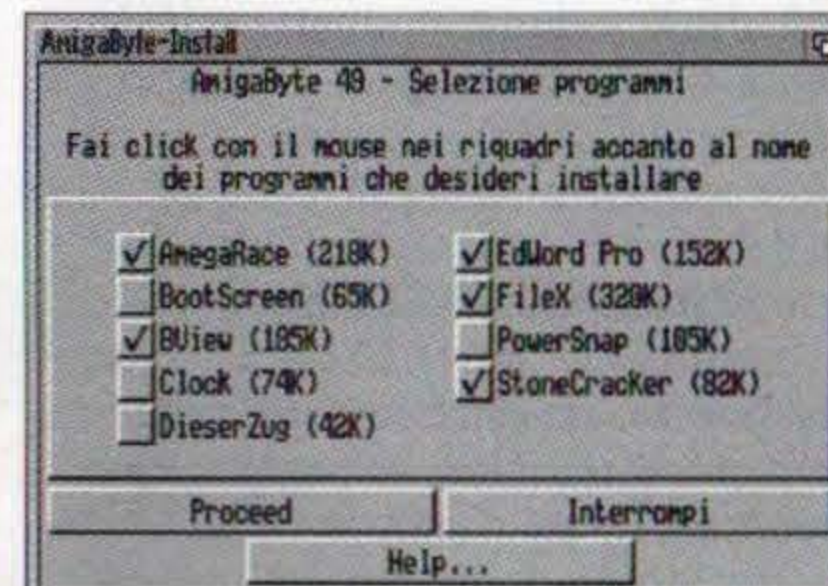 AmigaByte-Install
AmigaByte 49 - Selezione programmi
Fai click con il mouse nei riquadri accanto al nome
dei programmi che desideri installare
AmegaRace (218K)
BootScreen (65K)
BView (185K)
Clock (74K)
DieserZug (42K)
EdWord Pro (152K)
FileX (320K)
PowerSnap (105K)
StoneCracker (82K)
Proceed
Interrompi
Help...